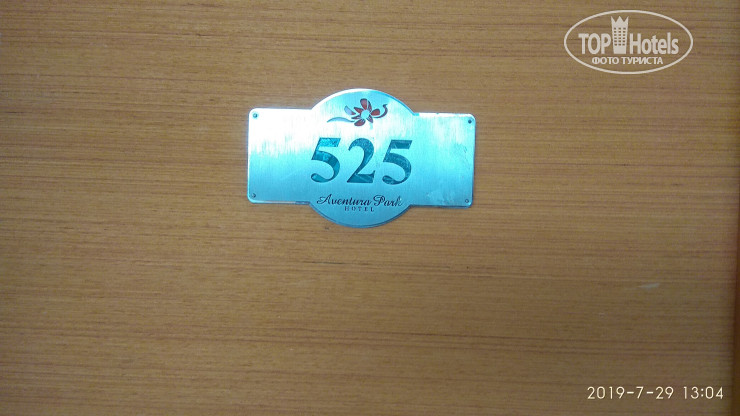 TOP Hotels
ФОТО ТУРИСТА
525
Aventura Park
HOTEL
2019-7-29 13:04